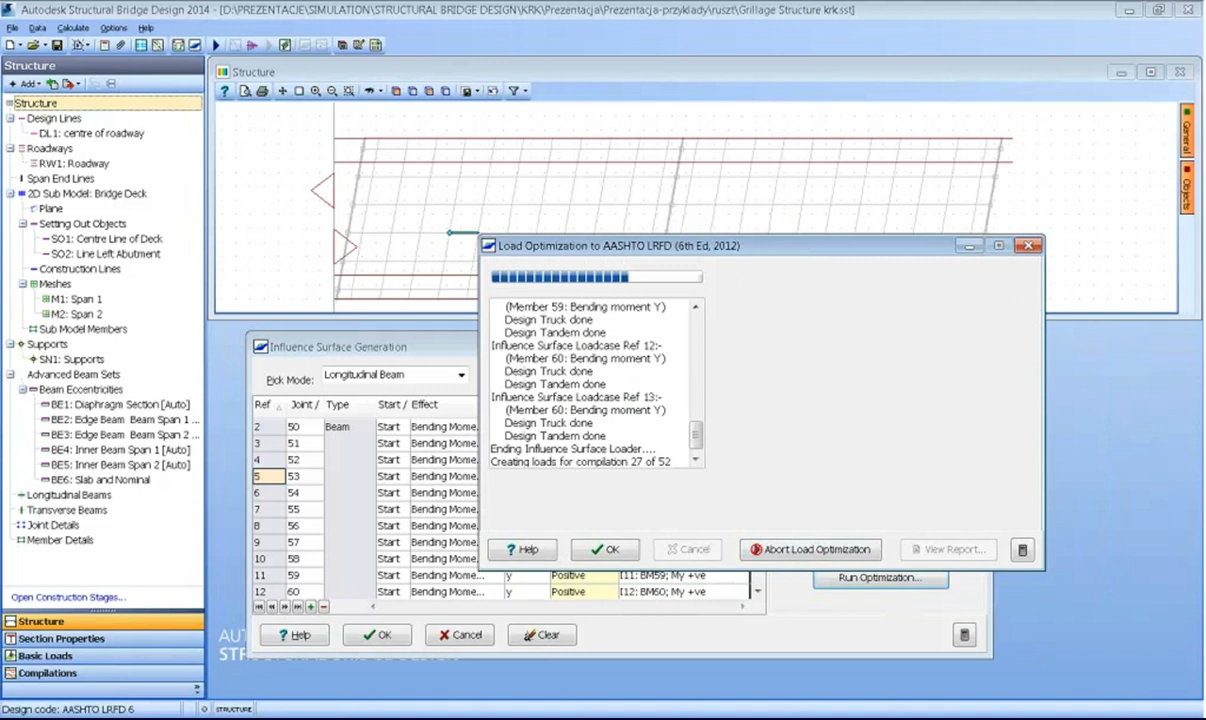 Autodesk Structural Bridge Design 2014 - [D:\PREZENTACJE\SIMULATION\STRUCTURAL BRIDGE DESIGN\KRK\Prezentacja\Prezentacja-przyklady\ruszt\Grillage Structure krk.sst]
File Data Calculate Options Help
Structure
Add
Structure
Design Lines
DL1: centre of roadway
Roadways
RW1: Roadway
Span End Lines
2D Sub Model: Bridge Deck
Plane
Setting Out Objects
SO1: Centre Line of Deck
SO2: Line Left Abutment
Construction Lines
Meshes
M1: Span 1
M2: Span 2
Sub Model Members
Supports
SN1: Supports
Advanced Beam Sets
Beam Eccentricities
BE1: Diaphragm Section [Auto]
BE2: Edge Beam Beam Span 1 ...
BE3: Edge Beam Span 2 ...
BE4: Inner Beam Span 1 [Auto]
BE5: Inner Beam Span 2 [Auto]
BE6: Slab and Nominal
Longitudinal Beams
Transverse Beams
Joint Details
Member Details
Open Construction Stages...
Structure
Section Properties
Basic Loads
Compilations
Design code: AASHTO LRFD 6 STRUCTURE
Structure
General
Objects
Influence Surface Generation
Pick Mode: Longitudinal Beam
Ref Joint / Type Start / Effect
2 50 Beam Start Bending Mome...
3 51 Start Bending Mome...
4 52 Start Bending Mome...
5 53 Start Bending Mome...
6 54 Start Bending Mome...
7 55 Start Bending Mome...
8 56 Start Bending Mome...
9 57 Start Bending Mome...
10 58 Start Bending Mome...
11 59 Start Bending Mome... y Positive I11: BM59; My +ve
12 60 Start Bending Mome... y Positive I12: BM60; My +ve
Run Optimization...
Help OK Cancel Clear
Load Optimization to AASHTO LRFD (6th Ed, 2012)
(Member 59: Bending moment Y)
Design Truck done
Design Tandem done
Influence Surface Loadcase Ref 12:-
(Member 60: Bending moment Y)
Design Truck done
Design Tandem done
Influence Surface Loadcase Ref 13:-
(Member 60: Bending moment Y)
Design Truck done
Design Tandem done
Ending Influence Surface Loader....
Creating loads for compilation 27 of 52
Help OK Cancel Abort Load Optimization View Report...